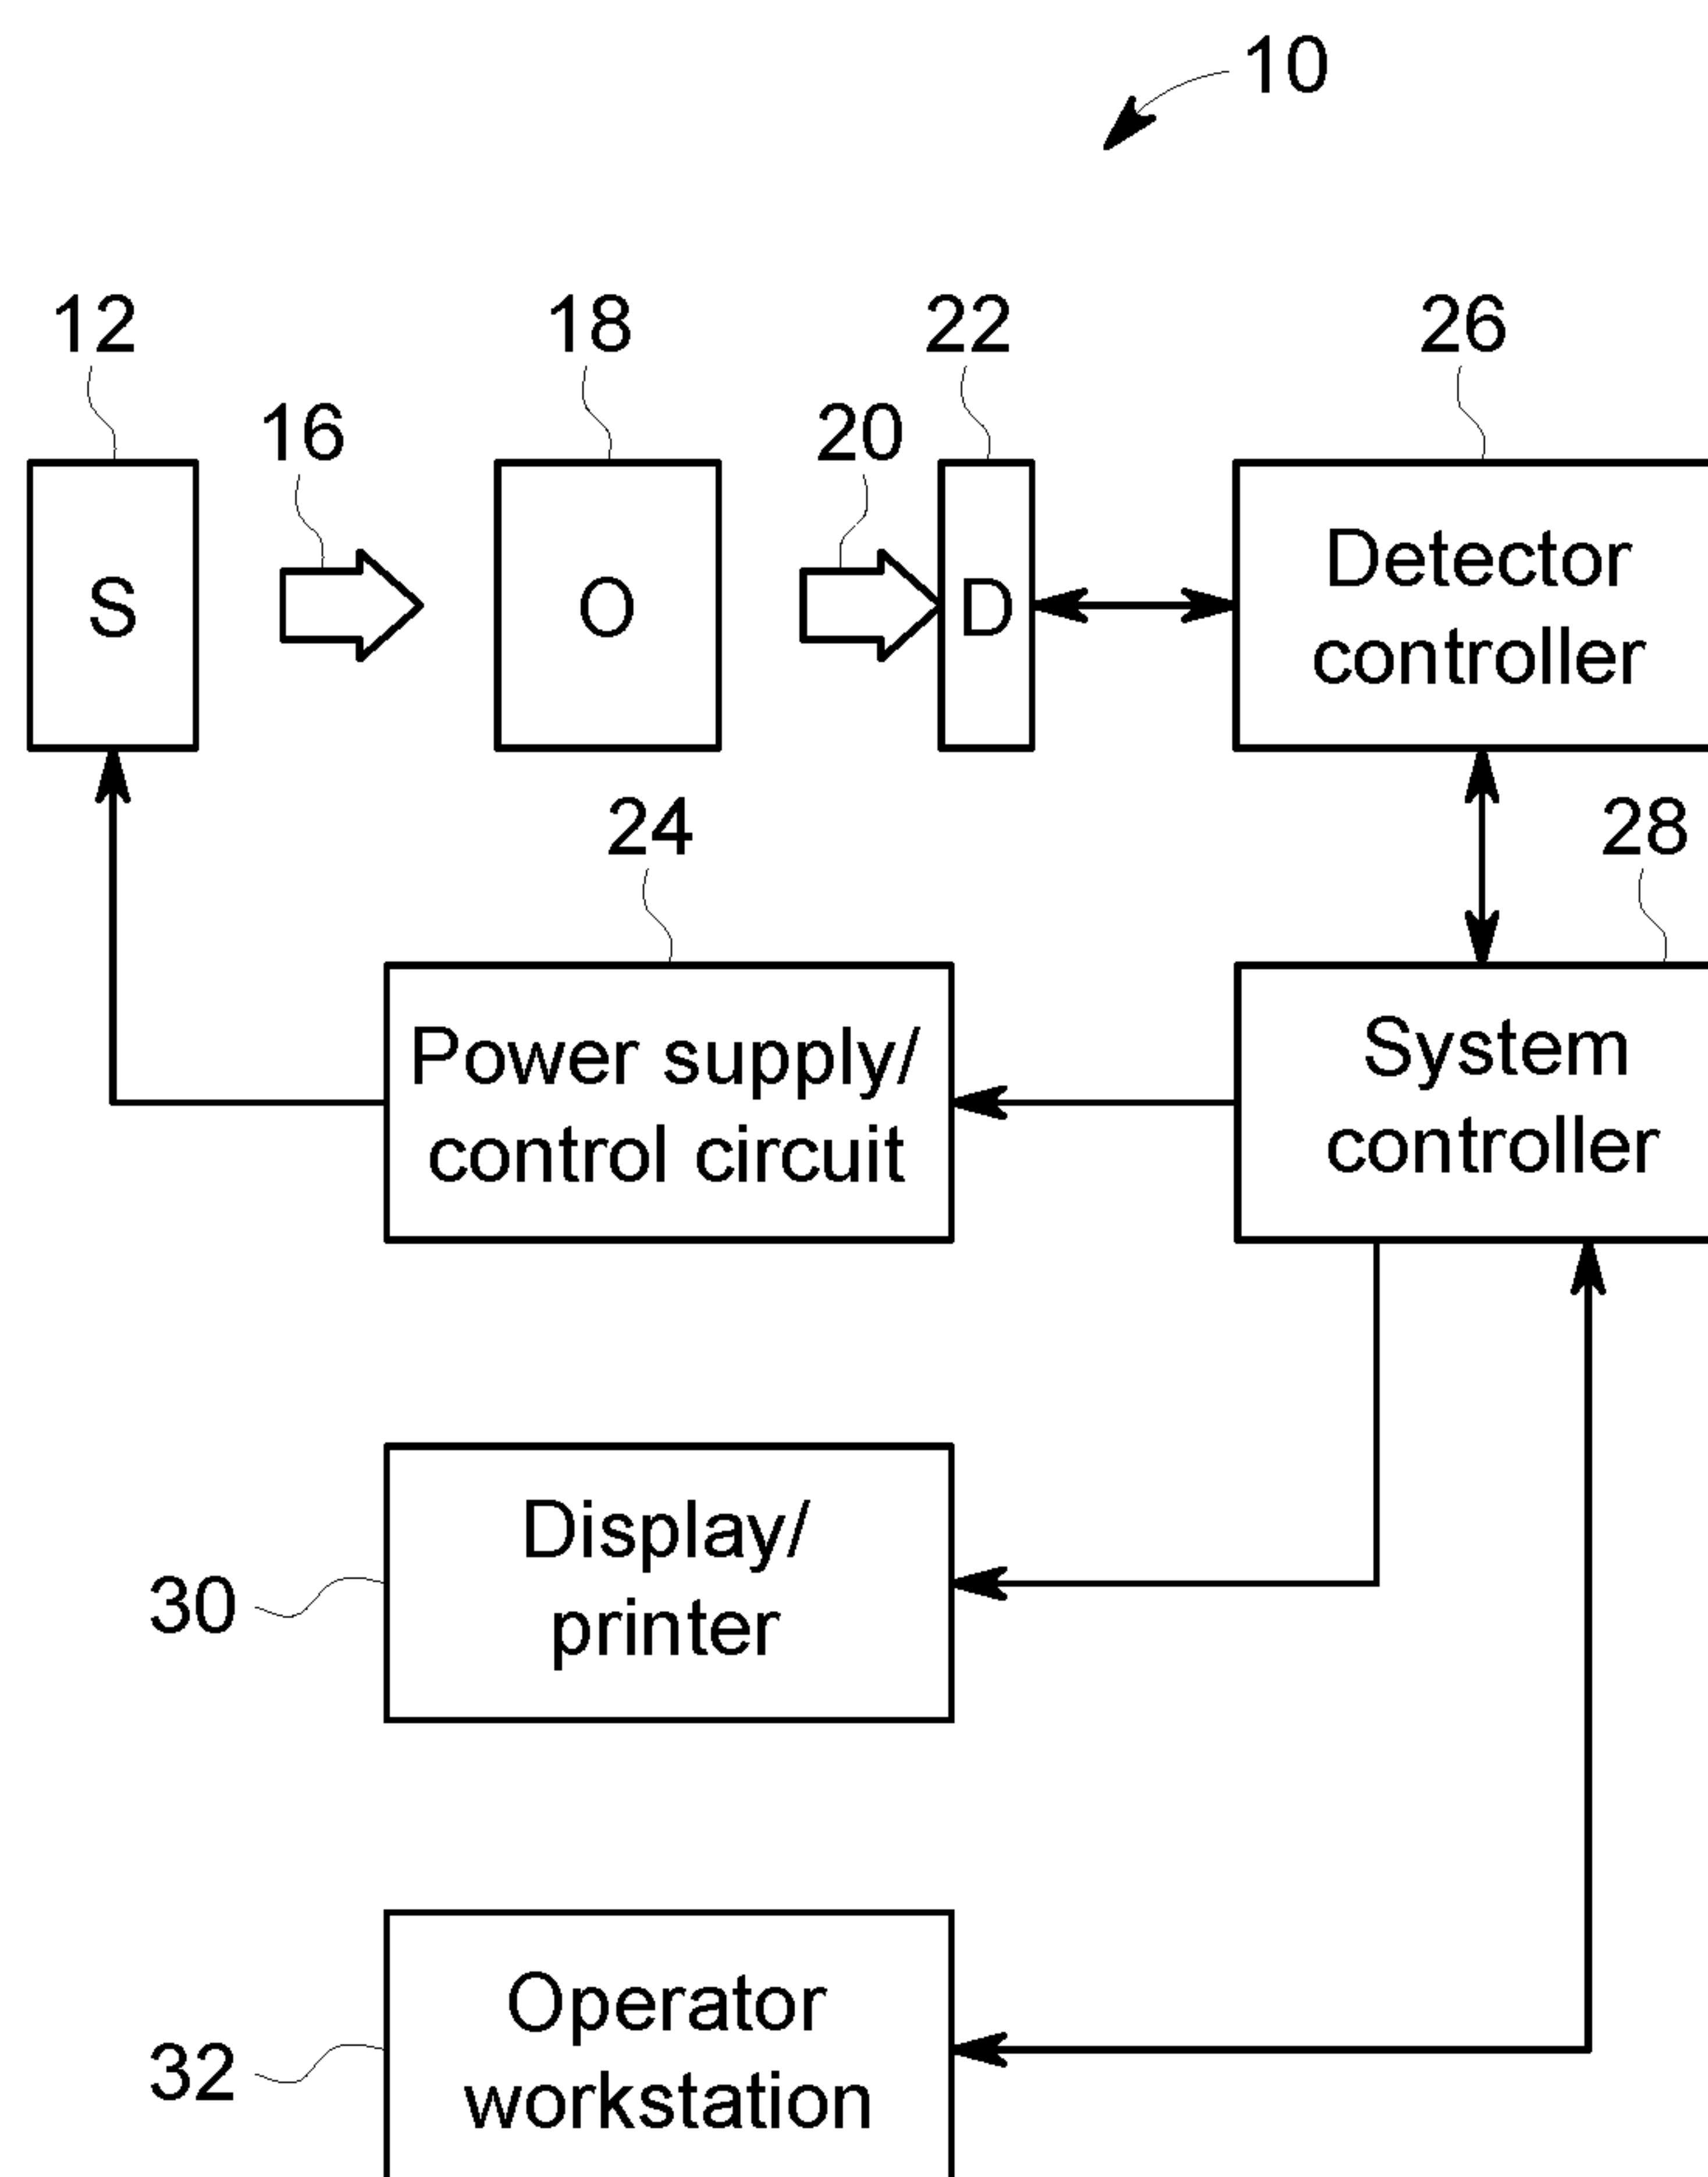 10
12
18
22
26
16
20
S
O
D
Detector
controller
24
28
Power supply/
control circuit
System
controller
Display/
printer
30
Operator
workstation
32